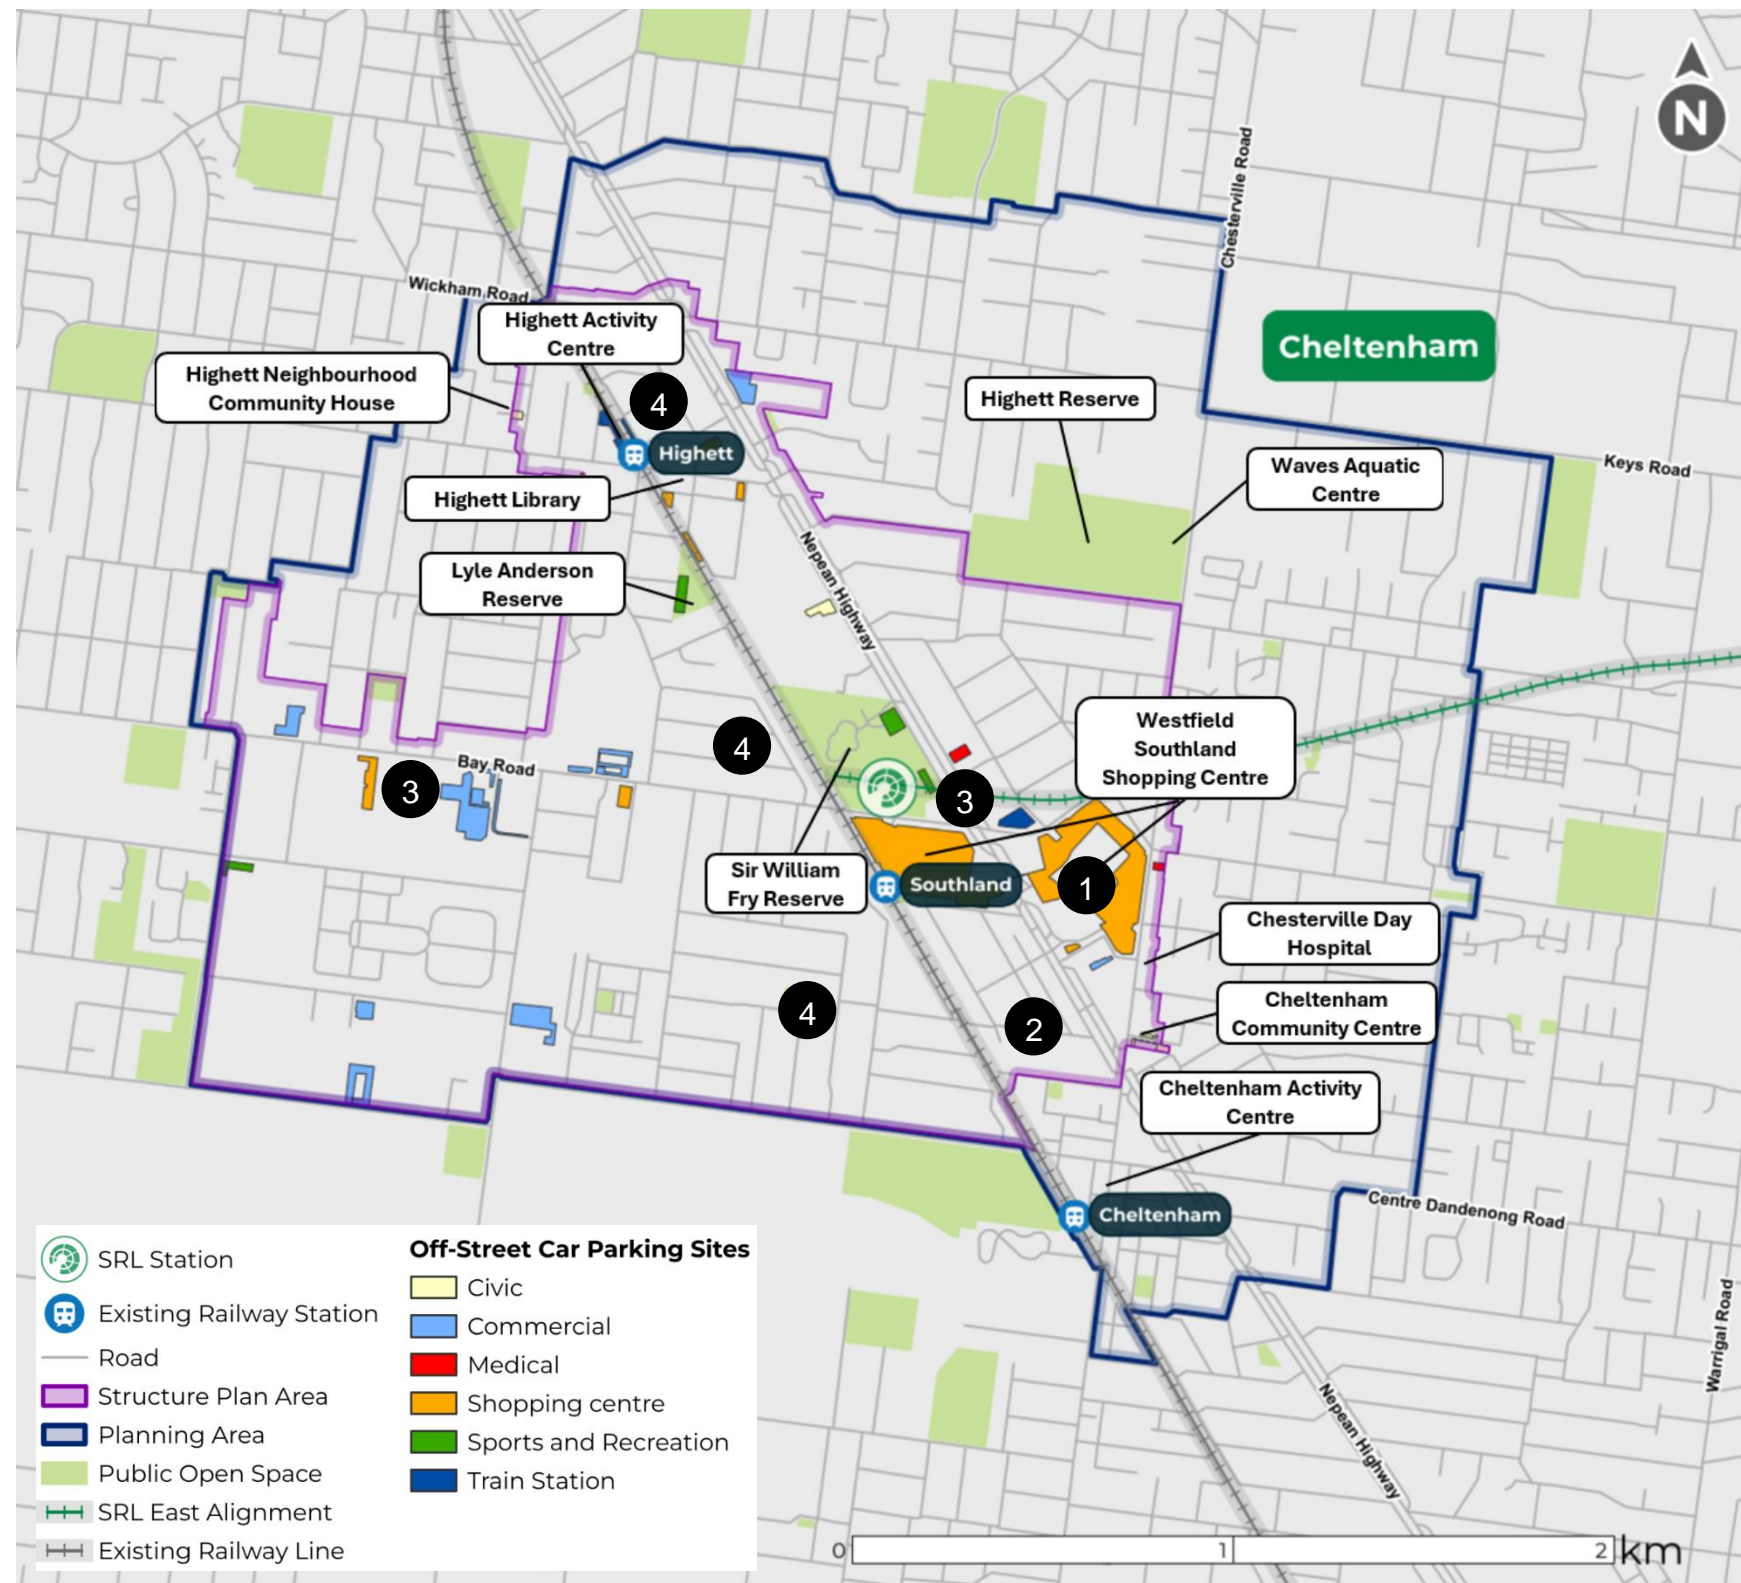 N
Chesterville Road
Wickham Road
Cheltenham
Highett Activity
Centre
Highett Neighbourhood
Community House
4
Highett Reserve
Highett
Keys Road
Waves Aquatic
Centre
Highett Library
Nepean Highway
Lyle Anderson
Reserve
Westfield
Southland
Shopping Centre
4
Bay Road
3
3
Sir William
Fry Reserve
Southland
1
Chesterville Day
Hospital
Cheltenham
Community Centre
4
2
Cheltenham Activity
Centre
Centre Dandenong Road
Cheltenham
Warrigal Road
Nepean Highway
SRL Station
Existing Railway Station
Road
Structure Plan Area
Planning Area
Public Open Space
SRL East Alignment
Existing Railway Line
Off-Street Car Parking Sites
Civic
Commercial
Medical
Shopping centre
Sports and Recreation
Train Station
0 1 2 km